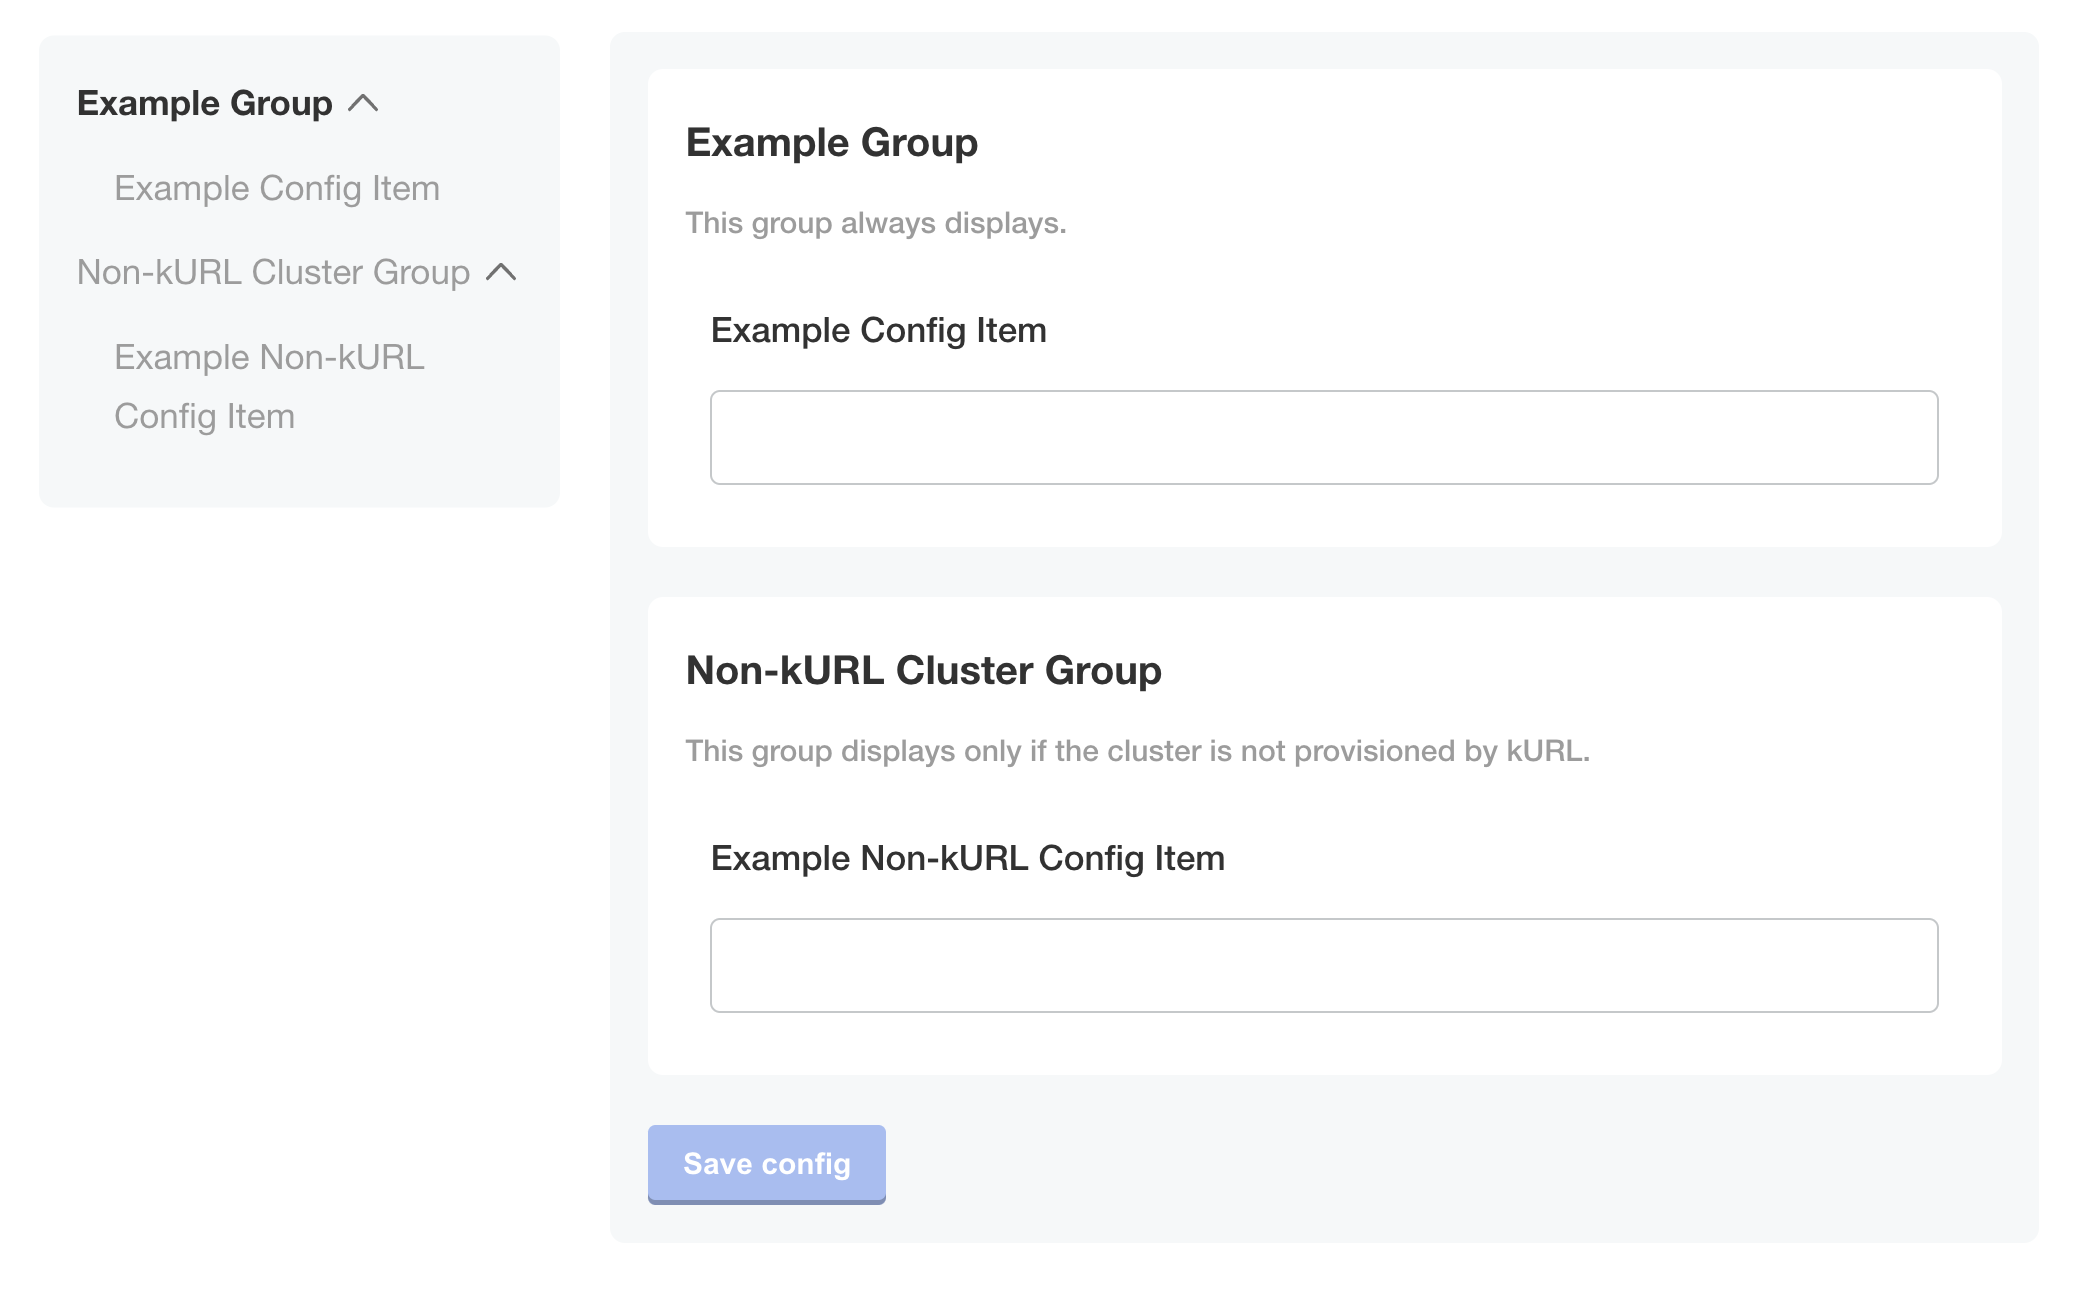 Example Group
Example Config Item
Non-kURL Cluster Group
Example Non-kURL
Config Item
Example Group
This group always displays.
Example Config Item
Non-kURL Cluster Group
This group displays only if the cluster is not provisioned by kURL.
Example Non-kURL Config Item
Save config